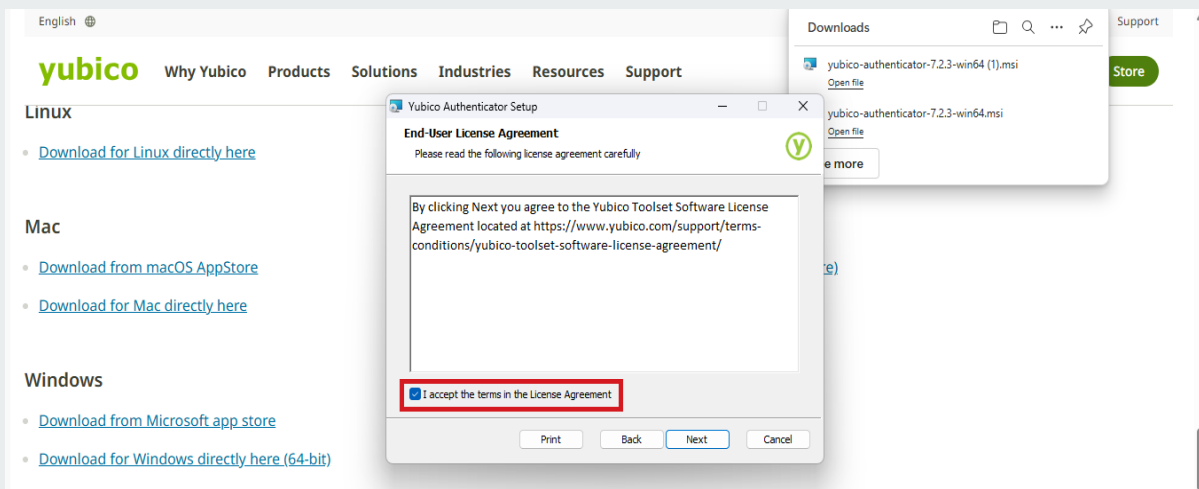 English
Support
yubico
Why Yubico Products Solutions Industries Resources Support
Store
Linux
Download for Linux directly here
Mac
Download from macOS AppStore
Download for Mac directly here
Windows
Download from Microsoft app store
Download for Windows directly here (64-bit)
Downloads
yubico-authenticator-7.2.3-win64 (1).msi
Open file
yubico-authenticator-7.2.3-win64.msi
Open file
e more
Yubico Authenticator Setup
End-User License Agreement
Please read the following license agreement carefully
y
By clicking Next you agree to the Yubico Toolset Software License
Agreement located at https://www.yubico.com/support/terms-
conditions/yubico-toolset-software-license-agreement/
I accept the terms in the License Agreement
Print Back Next Cancel